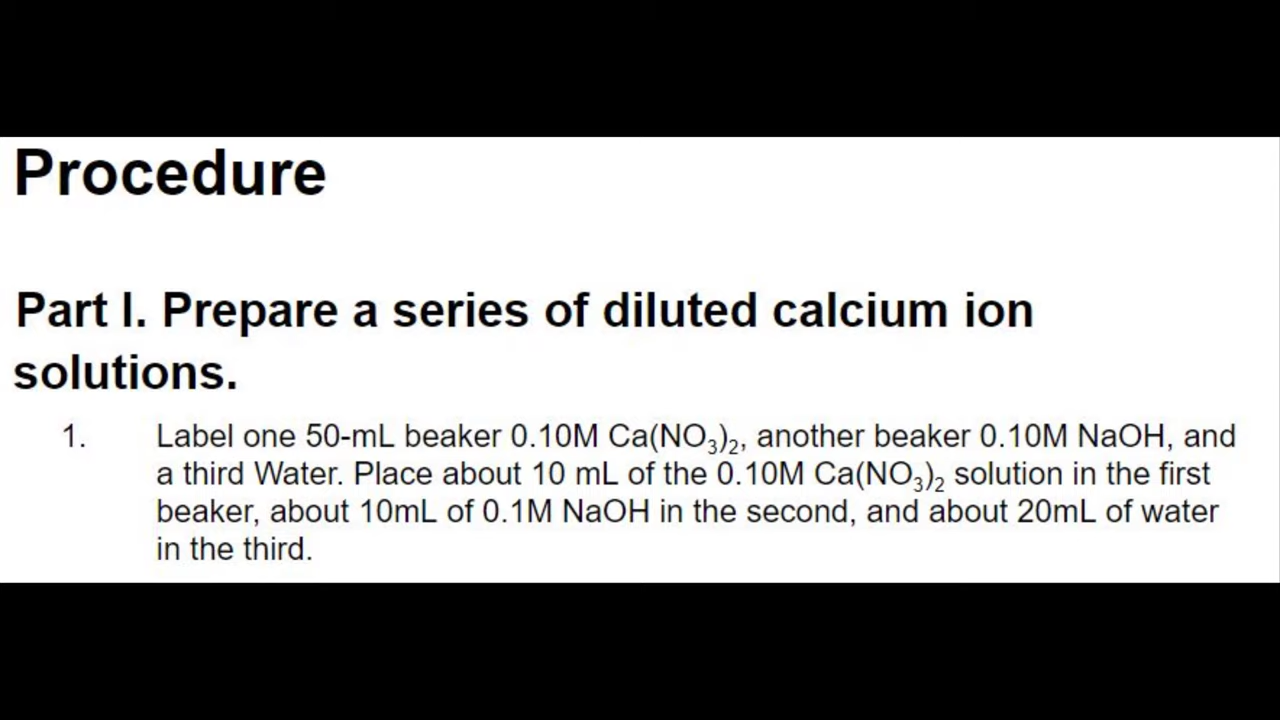 Procedure
Part I. Prepare a series of diluted calcium ion
solutions.
1. Label one 50-mL beaker 0.10M Ca(NO₃)₂, another beaker 0.10M NaOH, and
a third Water. Place about 10 mL of the 0.10M Ca(NO₃)₂ solution in the first
beaker, about 10mL of 0.1M NaOH in the second, and about 20mL of water
in the third.